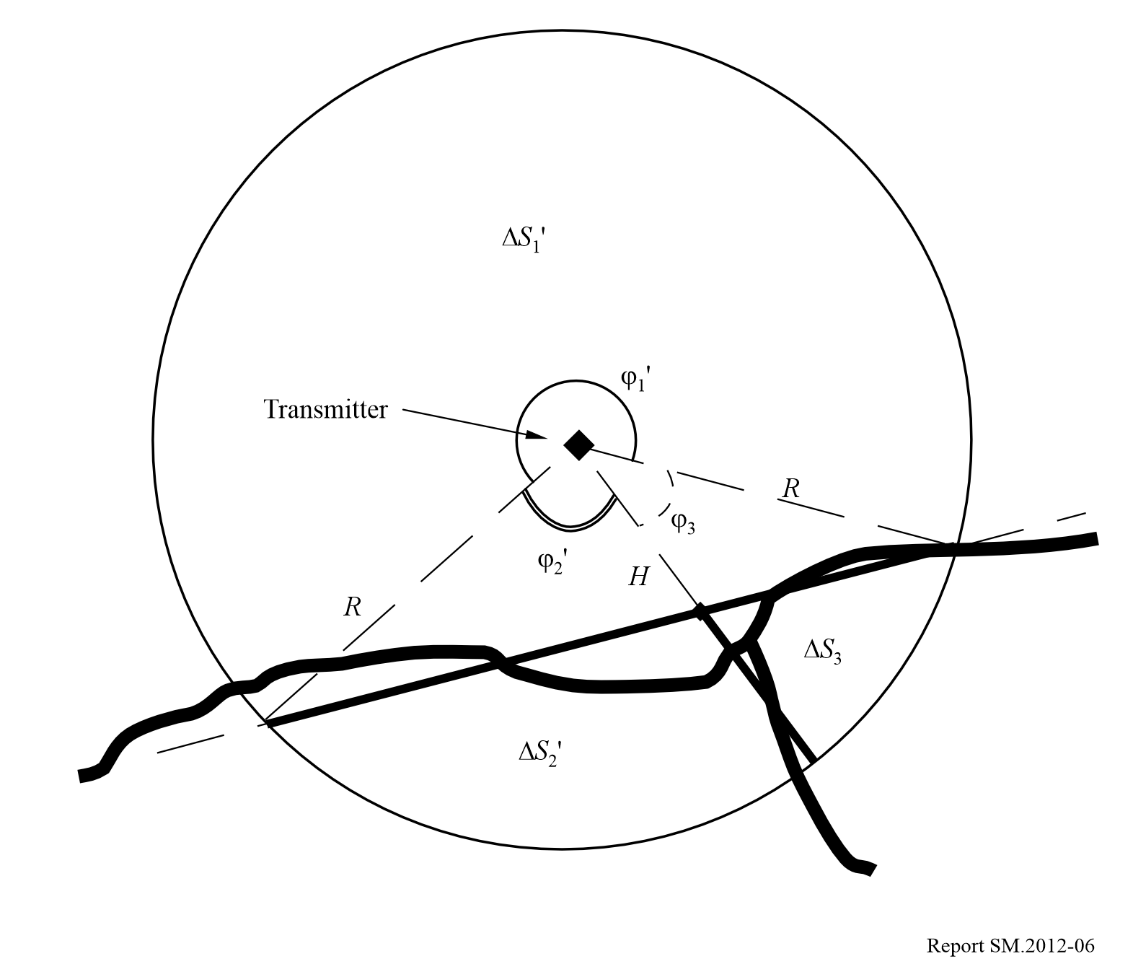 ΔS₁'
φ₁'
Transmitter
R
φ₃
φ₂'
H
R
ΔS₃
ΔS₂'
Report SM.2012-06